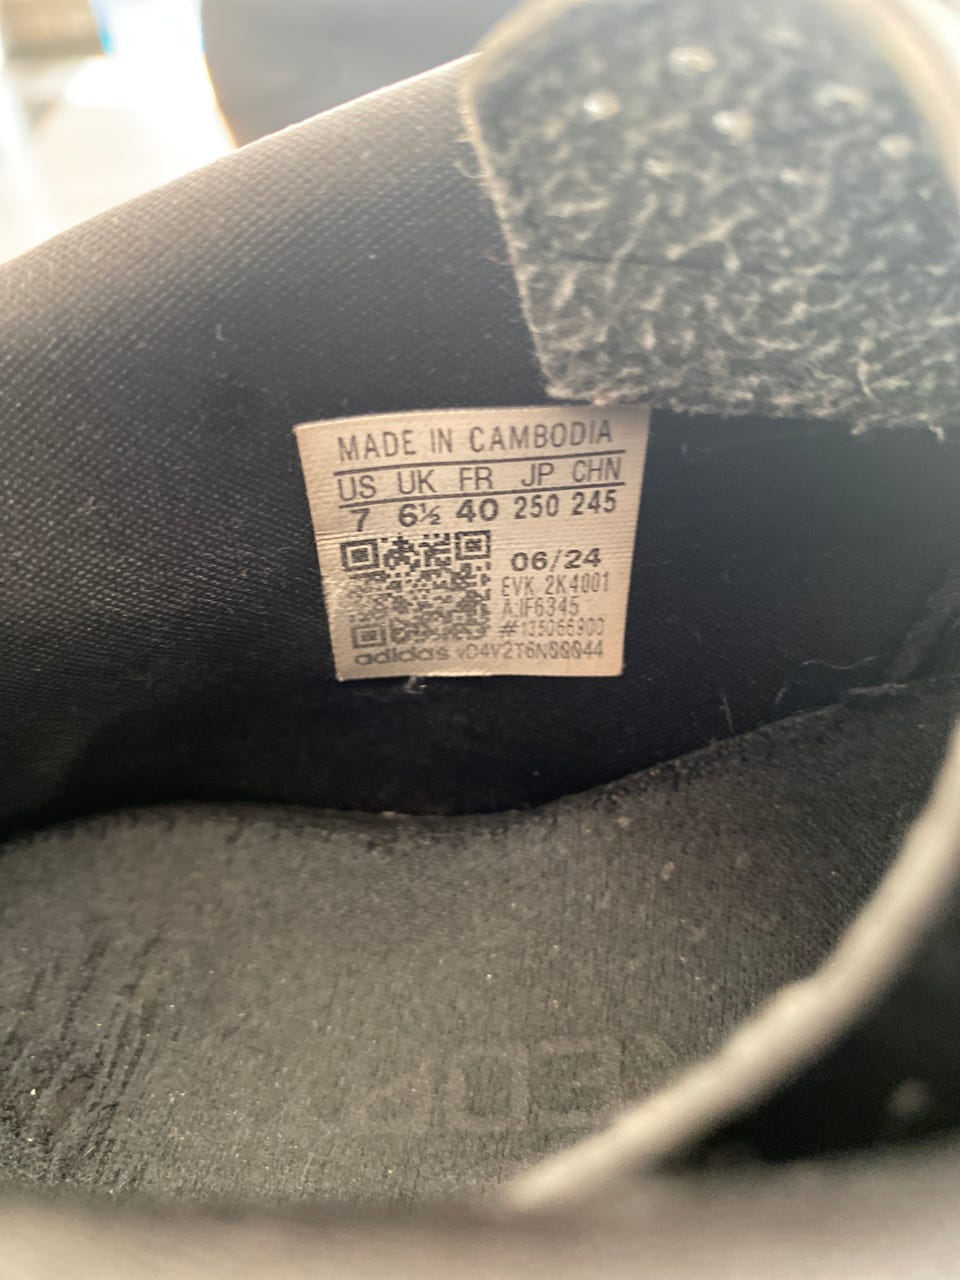 MADE IN CAMBODIA
US UK FR JP CHN
7 6½ 40 250 245
06/24
EVK 2K4001
A:IF6345
#135066900
adidas